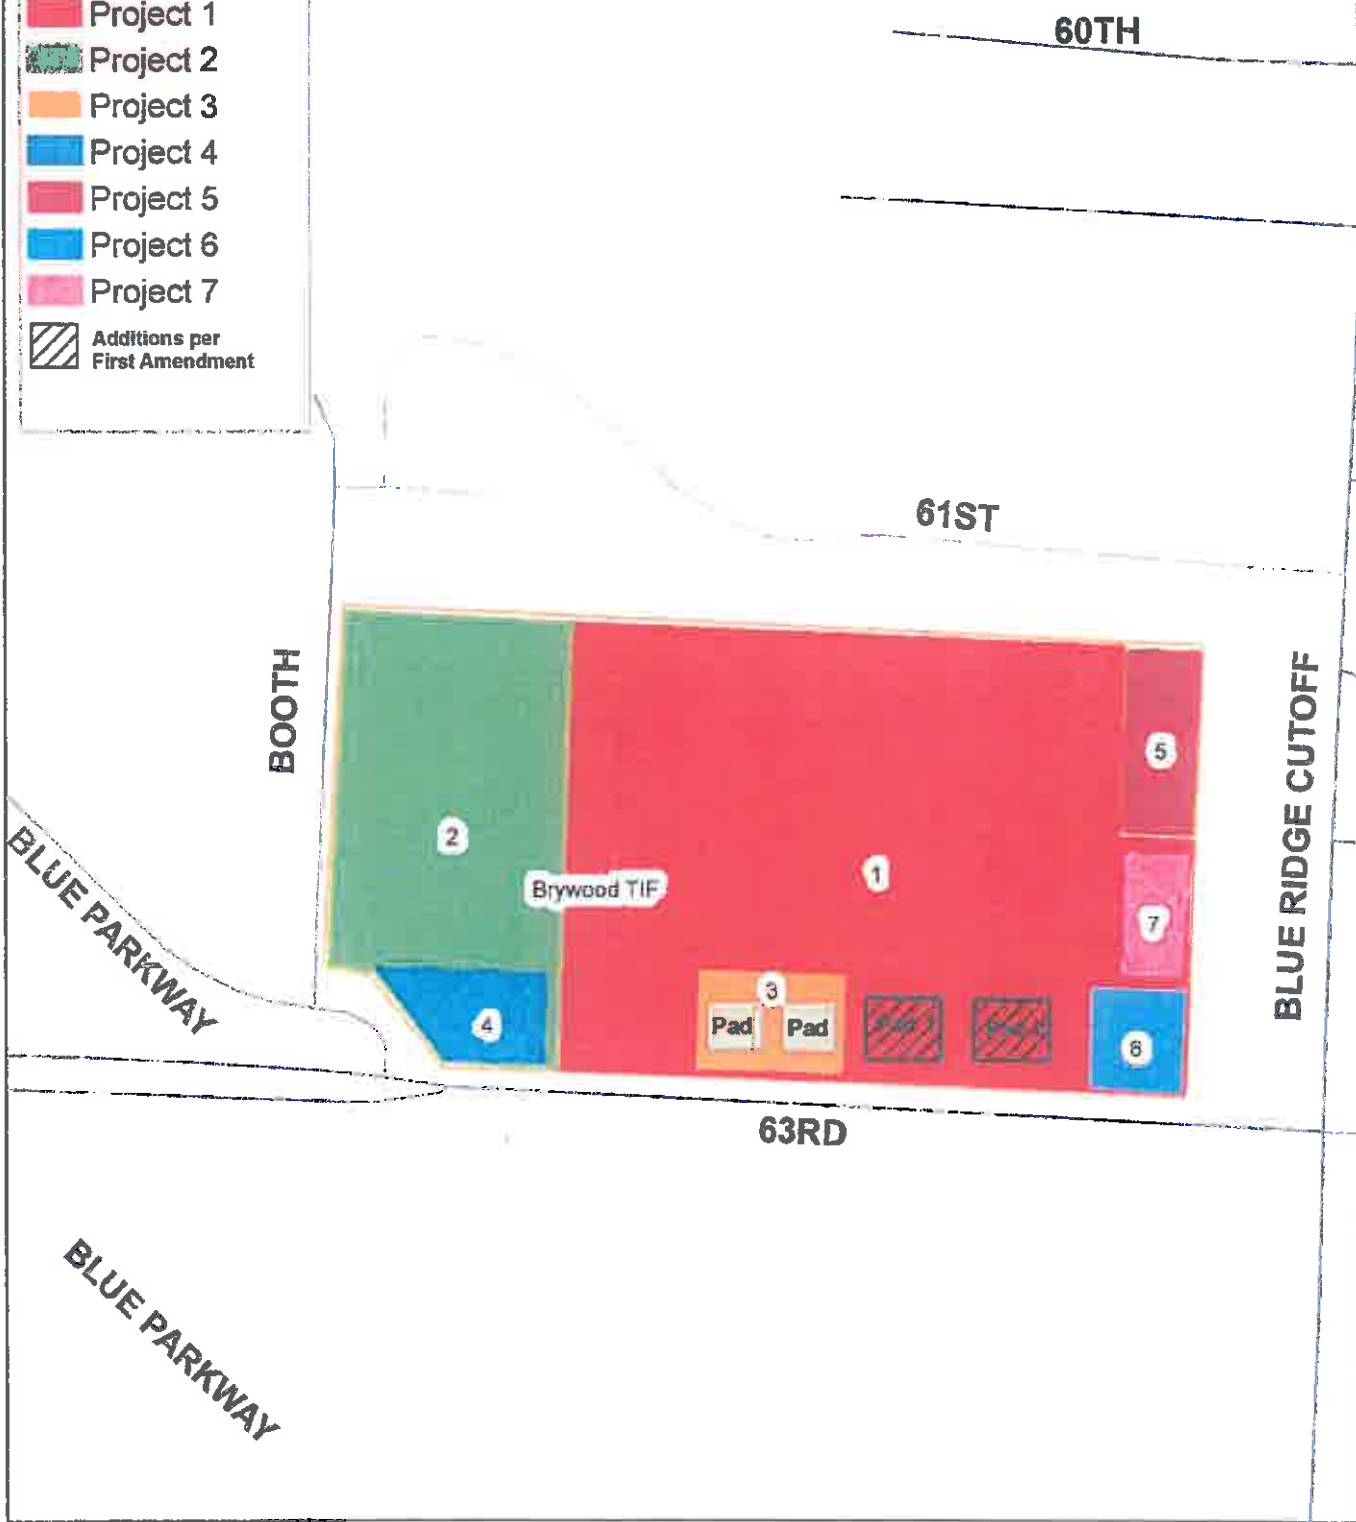 Project 1
Project 2
Project 3
Project 4
Project 5
Project 6
Project 7
Additions per
First Amendment
60TH
61ST
BOOTH
BLUE RIDGE CUTOFF
BLUE PARKWAY
5
2
1
Brywood TIF
7
3
4
Pad
Pad
6
63RD
BLUE PARKWAY